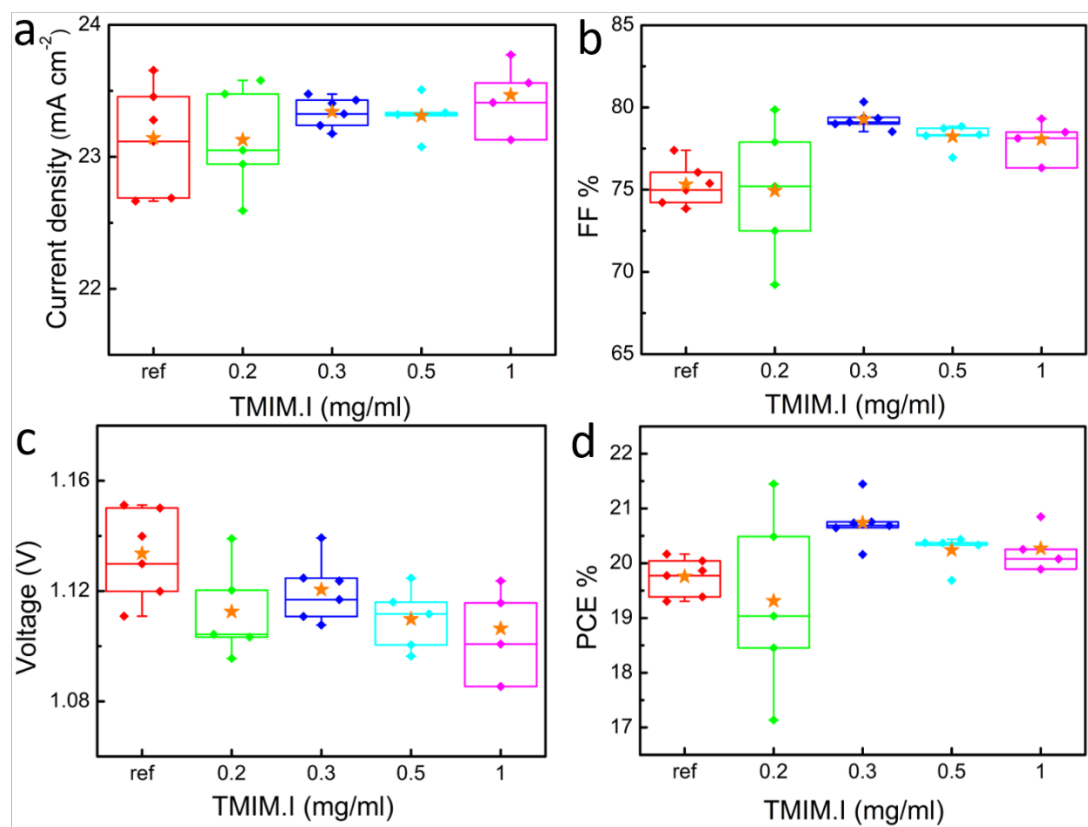 a
Current density (mA cm⁻²)
24
23
22
ref 0.2 0.3 0.5 1
TMIM.I (mg/ml)
b
FF %
85
80
75
70
65
ref 0.2 0.3 0.5 1
TMIM.I (mg/ml)
c
Voltage (V)
1.16
1.12
1.08
ref 0.2 0.3 0.5 1
TMIM.I (mg/ml)
d
PCE %
22
21
20
19
18
17
ref 0.2 0.3 0.5 1
TMIM.I (mg/ml)